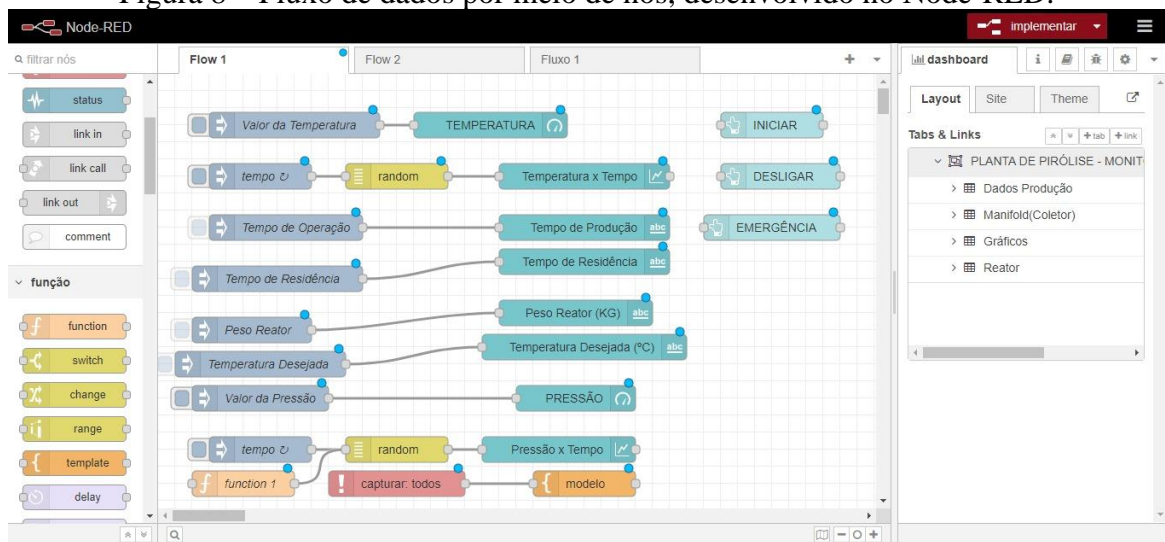 Figura 8 – Fluxo de dados por meio de nós, desenvolvido no Node-RED.
Node-RED
implementar
filtrar nós
status
link in
link call
link out
comment
função
function
switch
change
range
template
delay
Flow 1
Flow 2
Fluxo 1
Valor da Temperatura
TEMPERATURA
INICIAR
tempo ↻
random
Temperatura x Tempo
DESLIGAR
Tempo de Operação
Tempo de Produção
abc
EMERGÊNCIA
Tempo de Residência
Tempo de Residência
abc
Peso Reator
Peso Reator (KG)
abc
Temperatura Desejada
Temperatura Desejada (ºC)
abc
Valor da Pressão
PRESSÃO
tempo ↻
random
Pressão x Tempo
function 1
capturar: todos
modelo
dashboard
i
Layout
Site
Theme
Tabs & Links
+ tab
+ link
PLANTA DE PIRÓLISE - MONIT
Dados Produção
Manifold(Coletor)
Gráficos
Reator